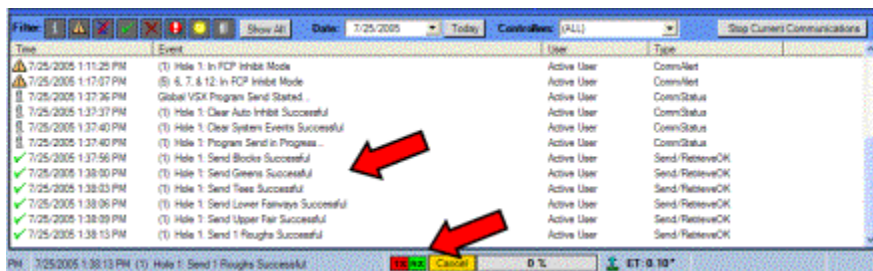 Filter: Show All Date: 7/25/2005 Today Controllers: (ALL) Stop Current Communications
Time Event User Type
7/25/2005 1:11:25 PM (1) Hole 1: In FCP Inhibit Mode Active User CommAlert
7/25/2005 1:17:07 PM (5) 6, 7, 8 12: In FCP Inhibit Mode Active User CommAlert
7/25/2005 1:37:36 PM Global VSX Program Send Started... Active User CommStatus
7/25/2005 1:37:37 PM (1) Hole 1: Clear Auto Inhibit Successful Active User CommStatus
7/25/2005 1:37:40 PM (1) Hole 1: Clear System Events Successful Active User CommStatus
7/25/2005 1:37:40 PM (1) Hole 1: Program Send in Progress... Active User CommStatus
7/25/2005 1:37:56 PM (1) Hole 1: Send Blocks Successful Active User Send/RetrieveOK
7/25/2005 1:38:00 PM (1) Hole 1: Send Greens Successful Active User Send/RetrieveOK
7/25/2005 1:38:03 PM (1) Hole 1: Send Tees Successful Active User Send/RetrieveOK
7/25/2005 1:38:06 PM (1) Hole 1: Send Lower Fairways Successful Active User Send/RetrieveOK
7/25/2005 1:38:09 PM (1) Hole 1: Send Upper Fair Successful Active User Send/RetrieveOK
7/25/2005 1:38:13 PM (1) Hole 1: Send 1 Roughs Successful Active User Send/RetrieveOK
PM 7/25/2005 1:38:13 PM (1) Hole 1: Send 1 Roughs Successful TX RX Cancel 0 % ET: 0.10"